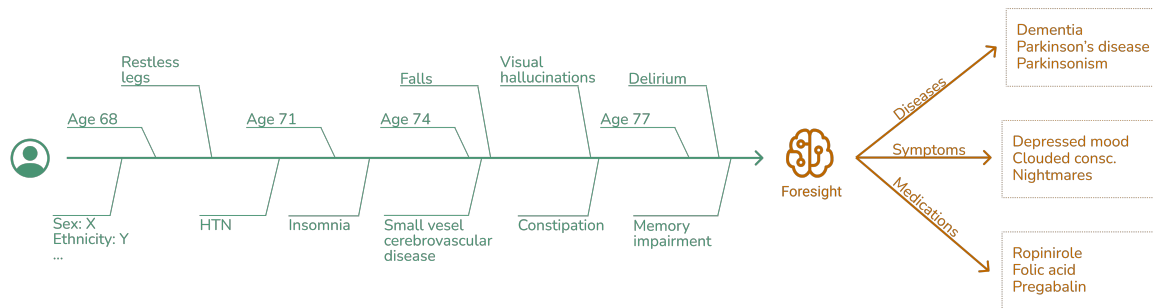 Restless
legs
Age 68
Sex: X
Ethnicity: Y
...
HTN
Age 71
Insomnia
Age 74
Falls
Small vesel
cerebrovascular
disease
Visual
hallucinations
Constipation
Age 77
Delirium
Memory
impairment
Foresight
Diseases
Dementia
Parkinson's disease
Parkinsonism
Symptoms
Depressed mood
Clouded consc.
Nightmares
Medications
Ropinirole
Folic acid
Pregabalin